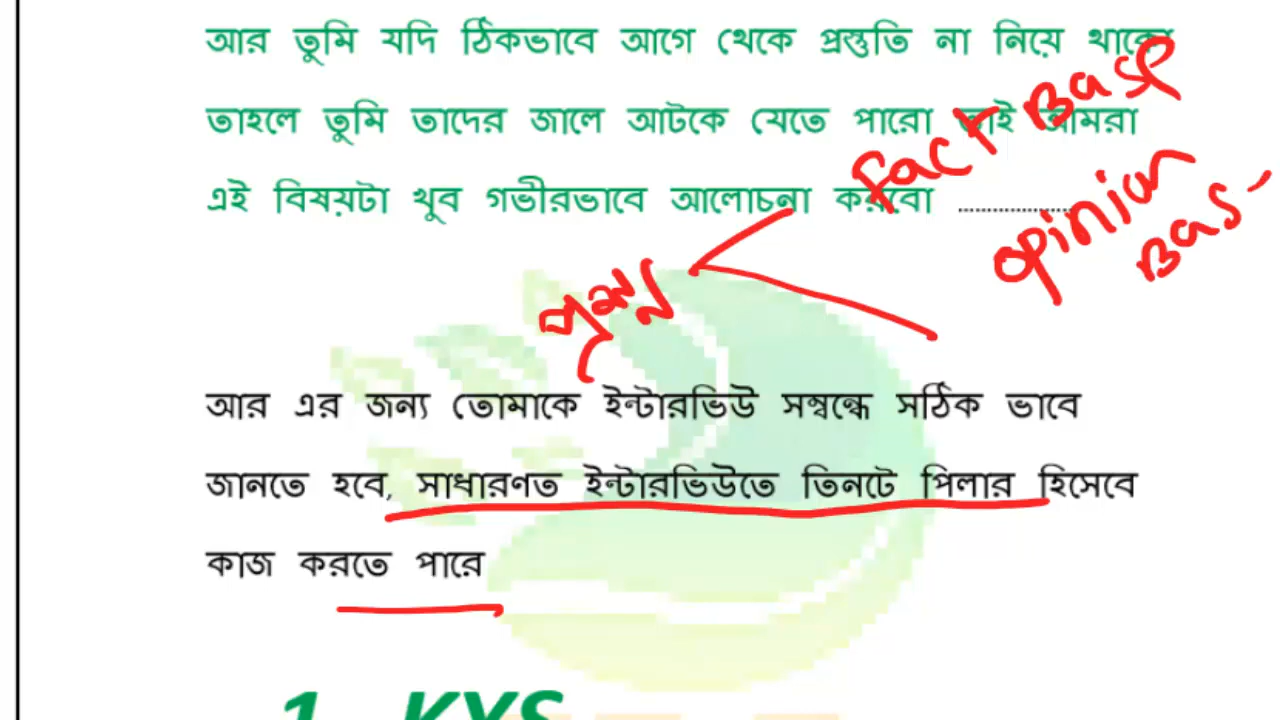 আর তুমি যদি ঠিকভাবে আগে থেকে প্রস্তুতি না নিয়ে থাকো
তাহলে তুমি তাদের জালে আটকে যেতে পারো তাই আমরা
এই বিষয়টা খুব গভীরভাবে আলোচনা করবো ....................
Fact Base
opinion
Bas
প্রশ্ন
আর এর জন্য তোমাকে ইন্টারভিউ সম্বন্ধে সঠিক ভাবে
জানতে হবে, সাধারণত ইন্টারভিউতে তিনটে পিলার হিসেবে
কাজ করতে পারে
1. KYS